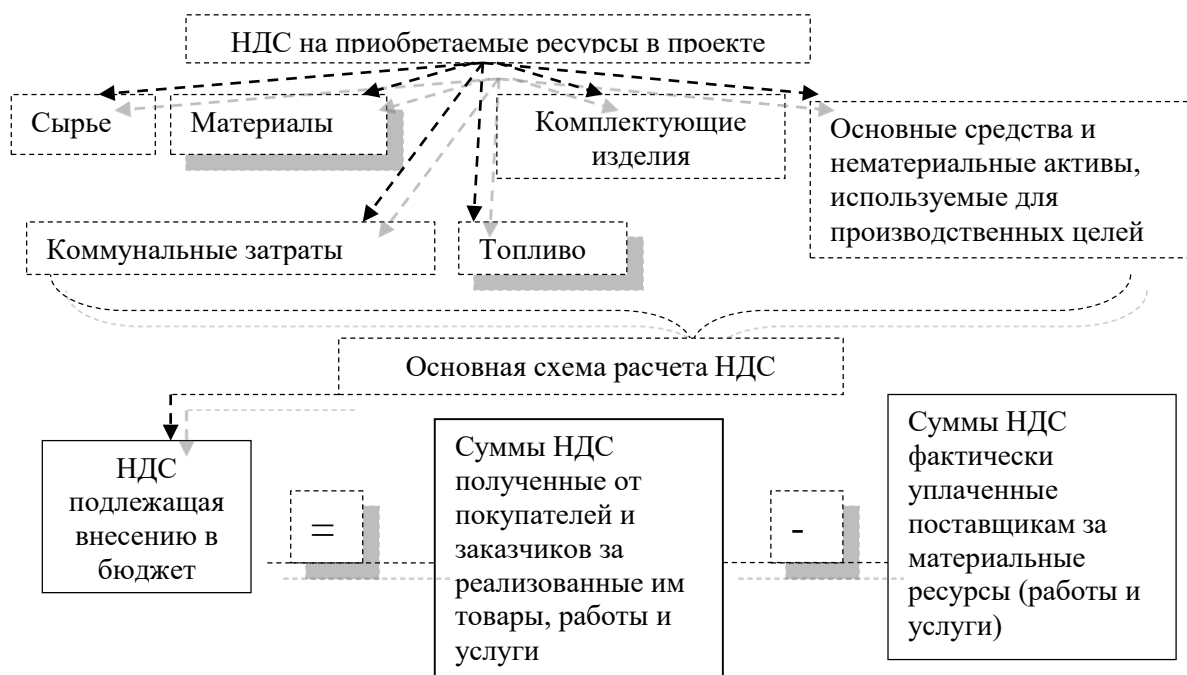 НДС на приобретаемые ресурсы в проекте
Сырье
Материалы
Комплектующие
изделия
Основные средства и
нематериальные активы,
используемые для
производственных целей
Коммунальные затраты
Топливо
Основная схема расчета НДС
НДС
подлежащая
внесению в
бюджет
=
Суммы НДС
полученные от
покупателей и
заказчиков за
реализованные им
товары, работы и
услуги
-
Суммы НДС
фактически
уплаченные
поставщикам за
материальные
ресурсы (работы и
услуги)